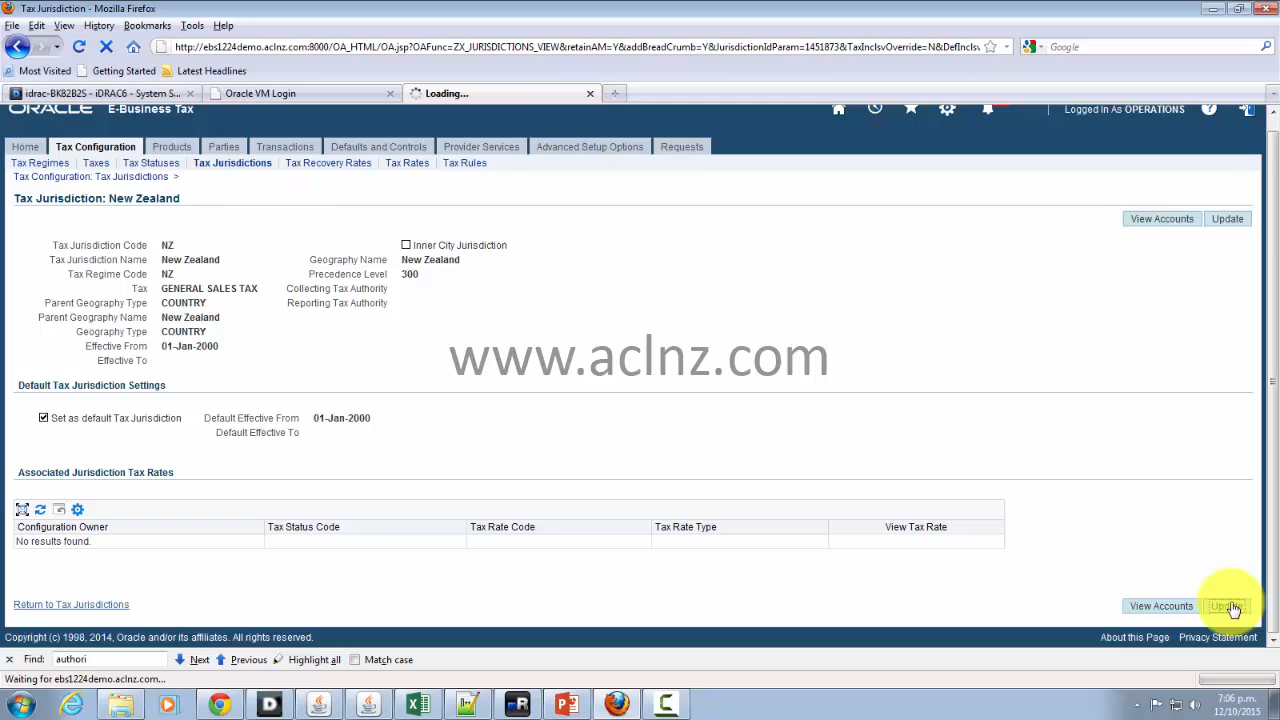 Tax Jurisdiction - Mozilla Firefox
File Edit View History Bookmarks Tools Help
http://ebs1224demo.aclnz.com:8000/OA_HTML/OA.jsp?OAFunc=ZX_JURISDICTIONS_VIEW&retainAM=Y&addBreadCrumb=Y&JurisdictionIdParam=1451873&TaxInclsvOverride=N&DefInclsv
Google
Most Visited Getting Started Latest Headlines
idrac-BK82B2S - iDRAC6 - System S... Oracle VM Login Loading...
ORACLE E-Business Tax Logged In As OPERATIONS
Home Tax Configuration Products Parties Transactions Defaults and Controls Provider Services Advanced Setup Options Requests
Tax Regimes Taxes Tax Statuses Tax Jurisdictions Tax Recovery Rates Tax Rates Tax Rules
Tax Configuration: Tax Jurisdictions >
Tax Jurisdiction: New Zealand
View Accounts Update
Tax Jurisdiction Code NZ Inner City Jurisdiction
Tax Jurisdiction Name New Zealand Geography Name New Zealand
Tax Regime Code NZ Precedence Level 300
Tax GENERAL SALES TAX Collecting Tax Authority
Parent Geography Type COUNTRY Reporting Tax Authority
Parent Geography Name New Zealand
Geography Type COUNTRY
Effective From 01-Jan-2000
Effective To
www.aclnz.com
Default Tax Jurisdiction Settings
Set as default Tax Jurisdiction Default Effective From 01-Jan-2000
Default Effective To
Associated Jurisdiction Tax Rates
Configuration Owner Tax Status Code Tax Rate Code Tax Rate Type View Tax Rate
No results found.
Return to Tax Jurisdictions View Accounts Update
Copyright (c) 1998, 2014, Oracle and/or its affiliates. All rights reserved. About this Page Privacy Statement
Find: authori Next Previous Highlight all Match case
Waiting for ebs1224demo.aclnz.com...
7:06 p.m.
12/10/2015